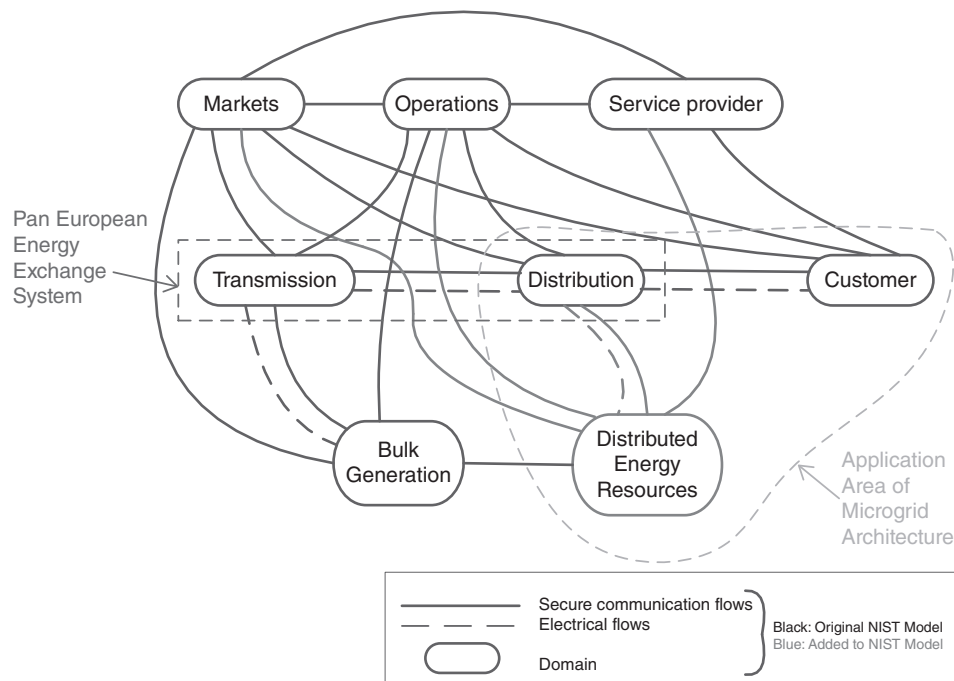 Markets
Operations
Service provider
Pan European
Energy
Exchange
System
Transmission
Distribution
Customer
Bulk
Generation
Distributed
Energy
Resources
Application
Area of
Microgrid
Architecture
Secure communication flows
Electrical flows
Domain
Black: Original NIST Model
Blue: Added to NIST Model